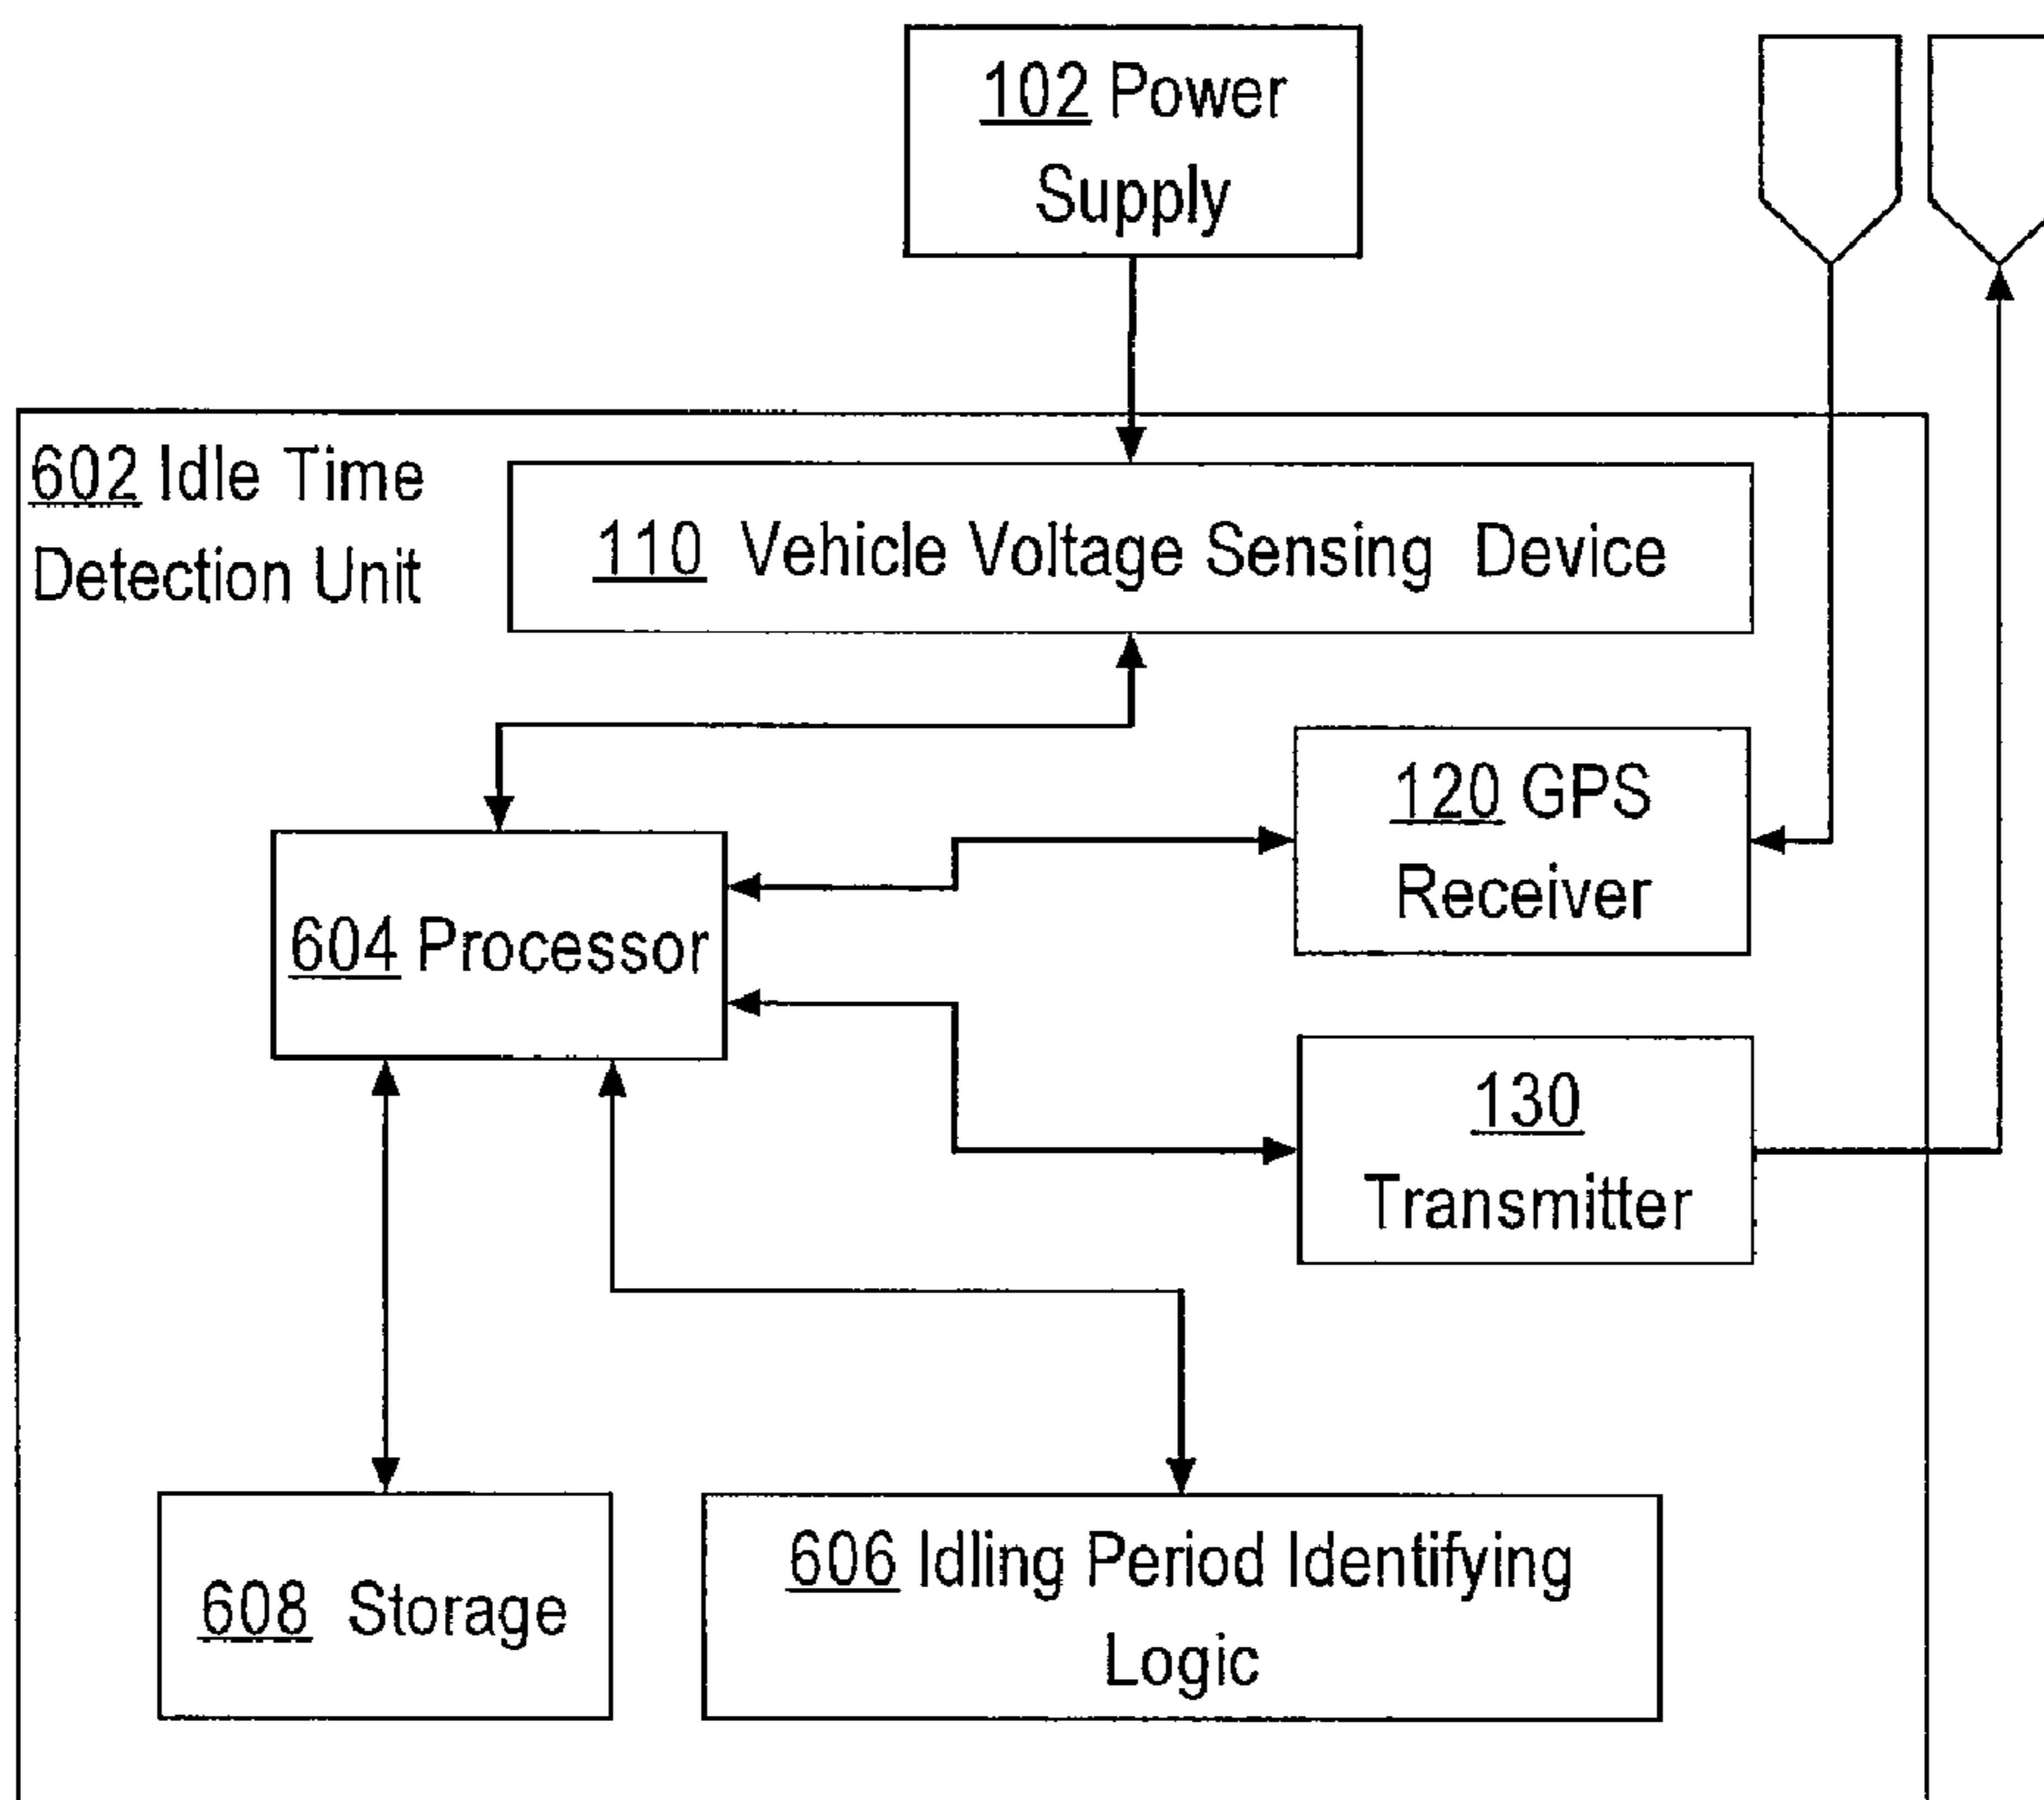 102 Power
Supply
602 Idle Time
Detection Unit
110 Vehicle Voltage Sensing Device
120 GPS
Receiver
604 Processor
130
Transmitter
606 Idling Period Identifying
Logic
608 Storage